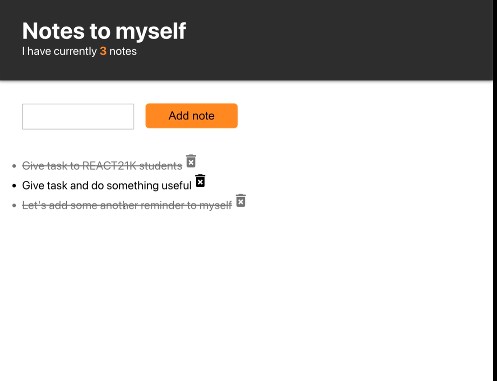 Notes to myself
I have currently 3 notes
Add note
Give task to REACT21K students
Give task and do something useful
Let's add some another reminder to myself